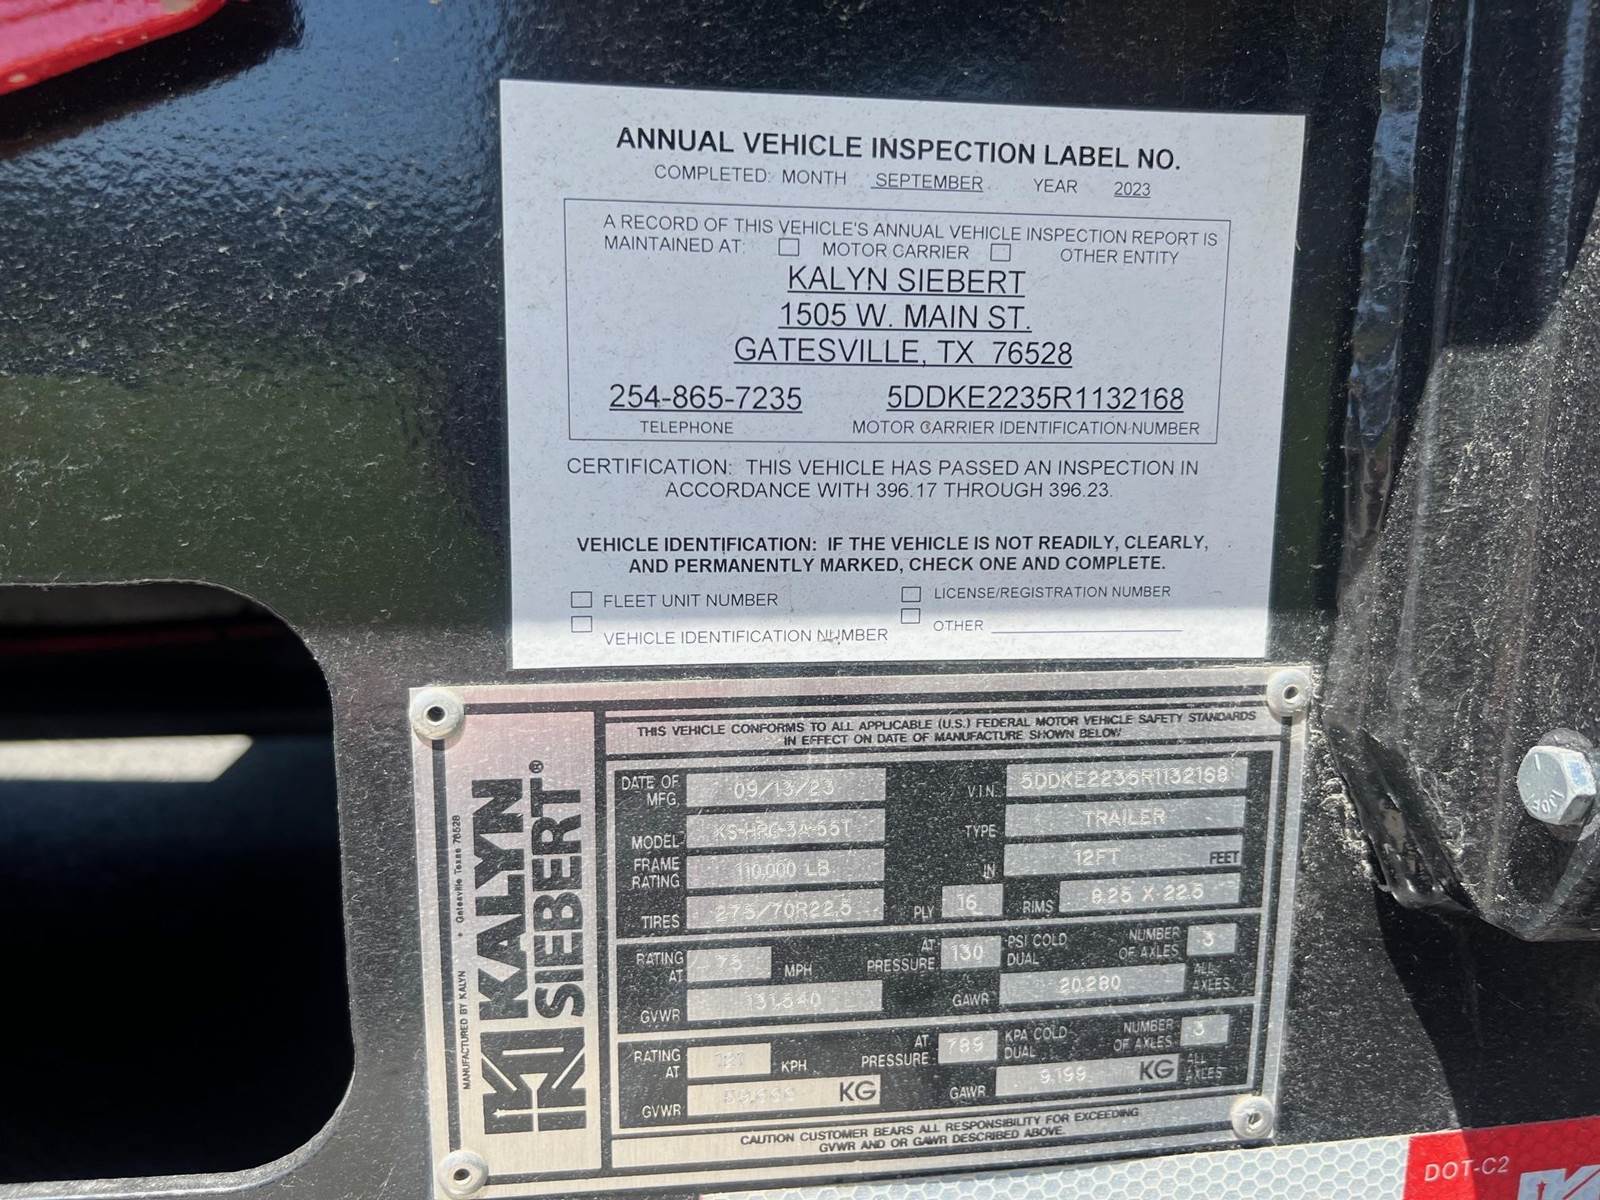 ANNUAL VEHICLE INSPECTION LABEL NO.
COMPLETED: MONTH SEPTEMBER YEAR 2023
A RECORD OF THIS VEHICLE'S ANNUAL VEHICLE INSPECTION REPORT IS
MAINTAINED AT: MOTOR CARRIER OTHER ENTITY
KALYN SIEBERT
1505 W. MAIN ST.
GATESVILLE, TX 76528
254-865-7235 5DDKE2235R1132168
TELEPHONE MOTOR CARRIER IDENTIFICATION NUMBER
CERTIFICATION: THIS VEHICLE HAS PASSED AN INSPECTION IN
ACCORDANCE WITH 396.17 THROUGH 396.23.
VEHICLE IDENTIFICATION: IF THE VEHICLE IS NOT READILY, CLEARLY,
AND PERMANENTLY MARKED, CHECK ONE AND COMPLETE.
FLEET UNIT NUMBER LICENSE/REGISTRATION NUMBER
VEHICLE IDENTIFICATION NUMBER OTHER
MANUFACTURED BY KALYN • Gatesville Texas 76528
KALYN
SIEBERT®
THIS VEHICLE CONFORMS TO ALL APPLICABLE (U.S.) FEDERAL MOTOR VEHICLE SAFETY STANDARDS
IN EFFECT ON DATE OF MANUFACTURE SHOWN BELOW
DATE OF MFG. 09/13/23 V.I.N. 5DDKE2235R1132168
MODEL KS-HRG-3A-55T TYPE TRAILER
FRAME RATING 110,000 LB IN 12FT FEET
TIRES 275/70R22.5 PLY 16 RIMS 8.25 X 22.5
RATING AT 75 MPH AT PRESSURE 130 PSI COLD DUAL NUMBER OF AXLES 3
GVWR 131,540 GAWR 20,280 ALL AXLES
RATING AT KPH AT PRESSURE 789 KPA COLD DUAL NUMBER OF AXLES 3
GVWR KG GAWR 9,199 KG ALL AXLES
CAUTION CUSTOMER BEARS ALL RESPONSIBILITY FOR EXCEEDING
GVWR AND OR GAWR DESCRIBED ABOVE.
DOT-C2